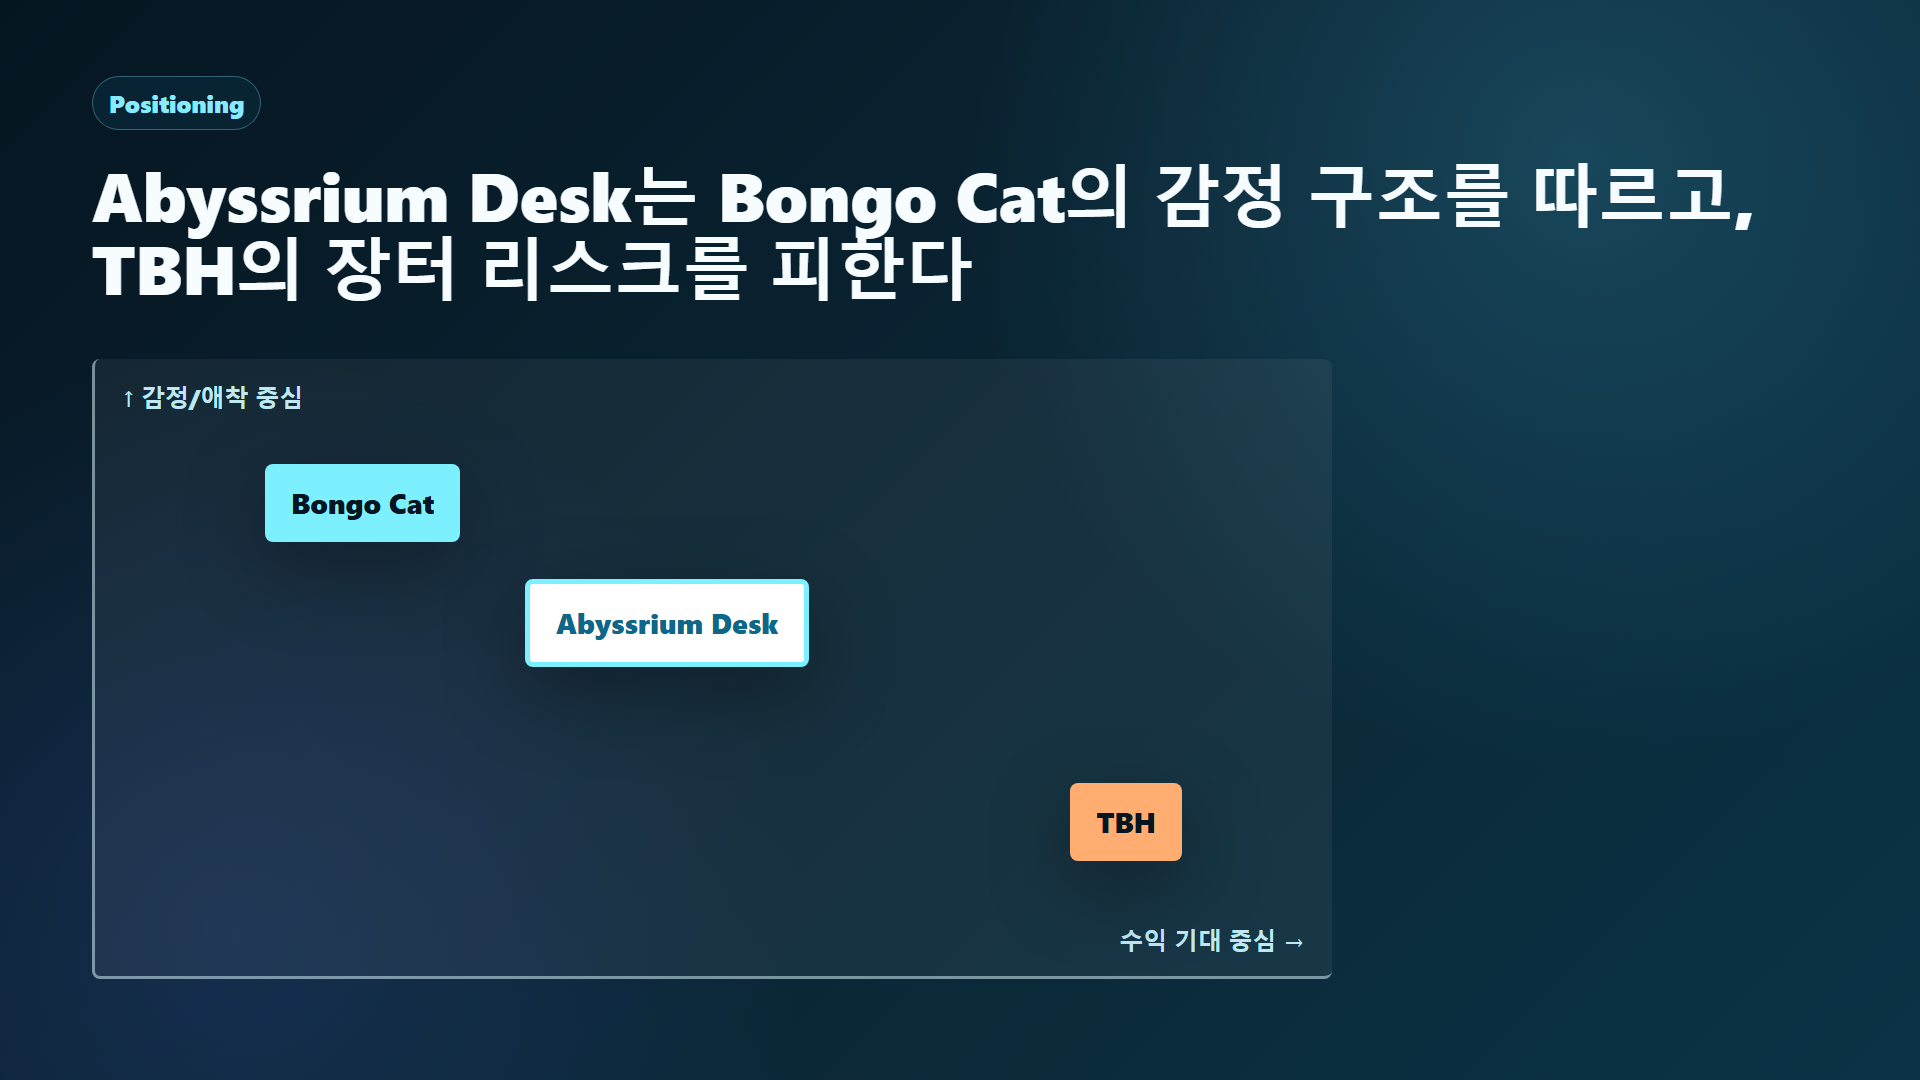 Positioning
Abyssrium Desk는 Bongo Cat의 감정 구조를 따르고,
TBH의 장터 리스크를 피한다
↑ 감정/애착 중심
Bongo Cat
Abyssrium Desk
TBH
수익 기대 중심 →